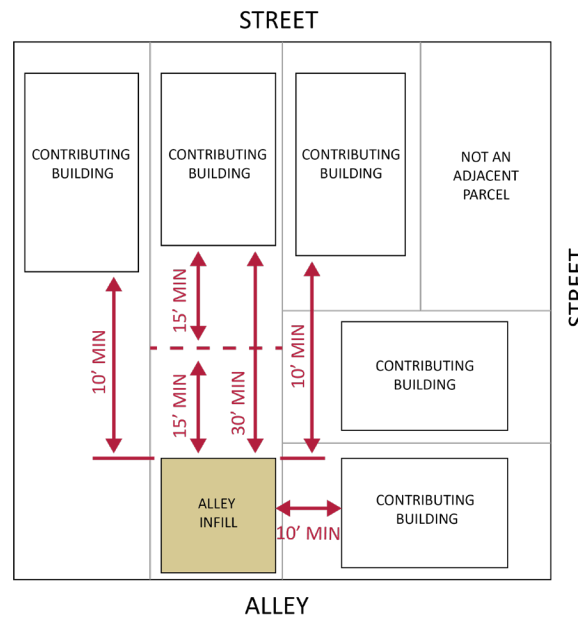 STREET
CONTRIBUTING
BUILDING
CONTRIBUTING
BUILDING
CONTRIBUTING
BUILDING
NOT AN
ADJACENT
PARCEL
STREET
15’ MIN
10’ MIN
15’ MIN
30’ MIN
10’ MIN
CONTRIBUTING
BUILDING
ALLEY
INFILL
10’ MIN
CONTRIBUTING
BUILDING
ALLEY